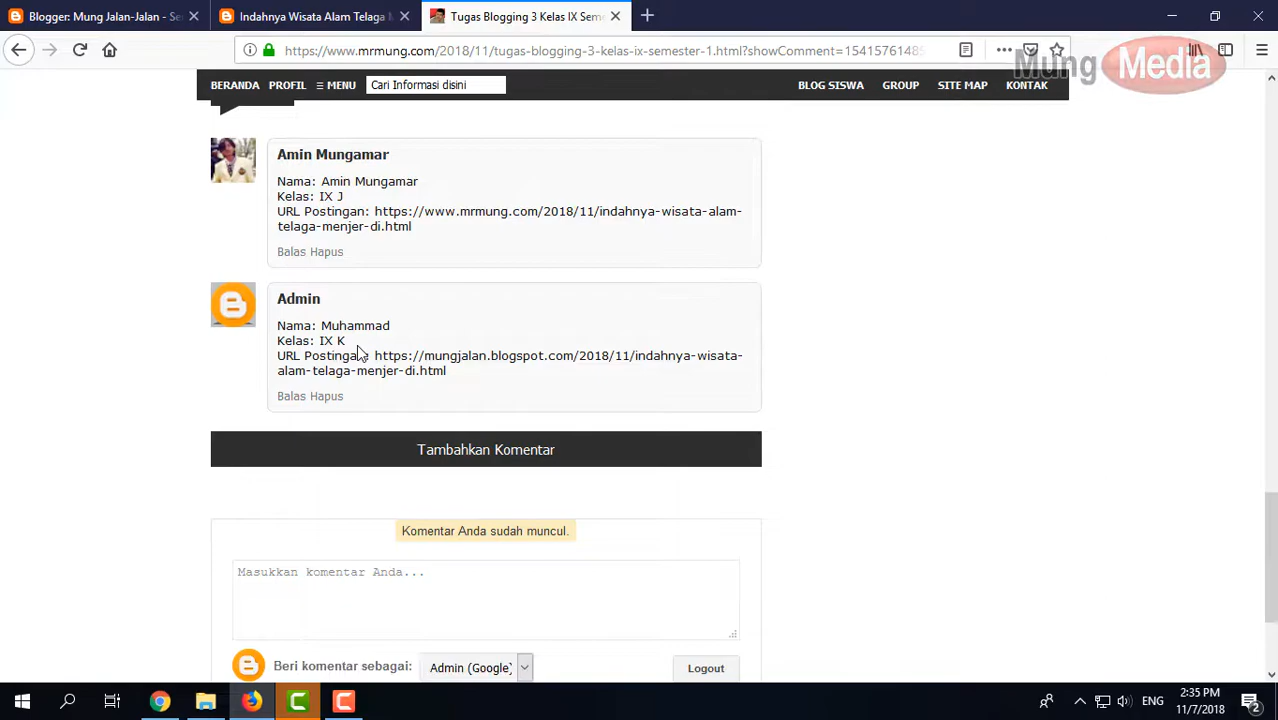 Blogger: Mung Jalan-Jalan - Se
Indahnya Wisata Alam Telaga M
Tugas Blogging 3 Kelas IX Seme
https://www.mrmung.com/2018/11/tugas-blogging-3-kelas-ix-semester-1.html?showComment=15415761485
Mung Media
BERANDA PROFIL ≡ MENU Cari Informasi disini BLOG SISWA GROUP SITE MAP KONTAK
Amin Mungamar
Nama: Amin Mungamar
Kelas: IX J
URL Postingan: https://www.mrmung.com/2018/11/indahnya-wisata-alam-
telaga-menjer-di.html
Balas Hapus
Admin
Nama: Muhammad
Kelas: IX K
URL Postingan: https://mungjalan.blogspot.com/2018/11/indahnya-wisata-
alam-telaga-menjer-di.html
Balas Hapus
Tambahkan Komentar
Komentar Anda sudah muncul.
Masukkan komentar Anda...
Beri komentar sebagai: Admin (Google) Logout
ENG
2:35 PM
11/7/2018
2